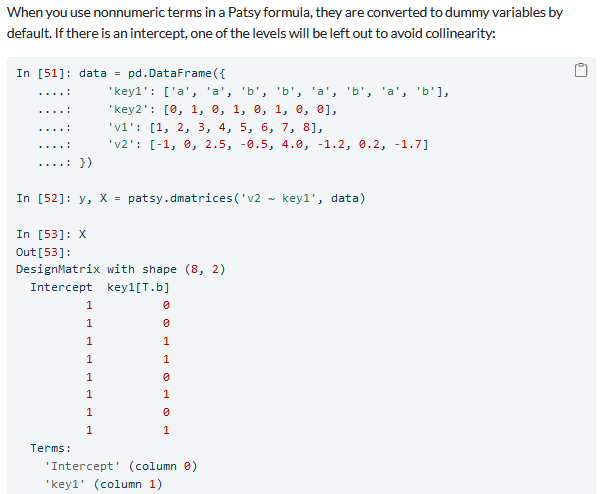 When you use nonnumeric terms in a Patsy formula, they are converted to dummy variables by
default. If there is an intercept, one of the levels will be left out to avoid collinearity:
In [51]: data = pd.DataFrame({
   ....:     'key1': ['a', 'a', 'b', 'b', 'a', 'b', 'a', 'b'],
   ....:     'key2': [0, 1, 0, 1, 0, 1, 0, 0],
   ....:     'v1': [1, 2, 3, 4, 5, 6, 7, 8],
   ....:     'v2': [-1, 0, 2.5, -0.5, 4.0, -1.2, 0.2, -1.7]
   ....: })
In [52]: y, X = patsy.dmatrices('v2 ~ key1', data)
In [53]: X
Out[53]:
DesignMatrix with shape (8, 2)
  Intercept  key1[T.b]
          1          0
          1          0
          1          1
          1          1
          1          0
          1          1
          1          0
          1          1
  Terms:
    'Intercept' (column 0)
    'key1' (column 1)